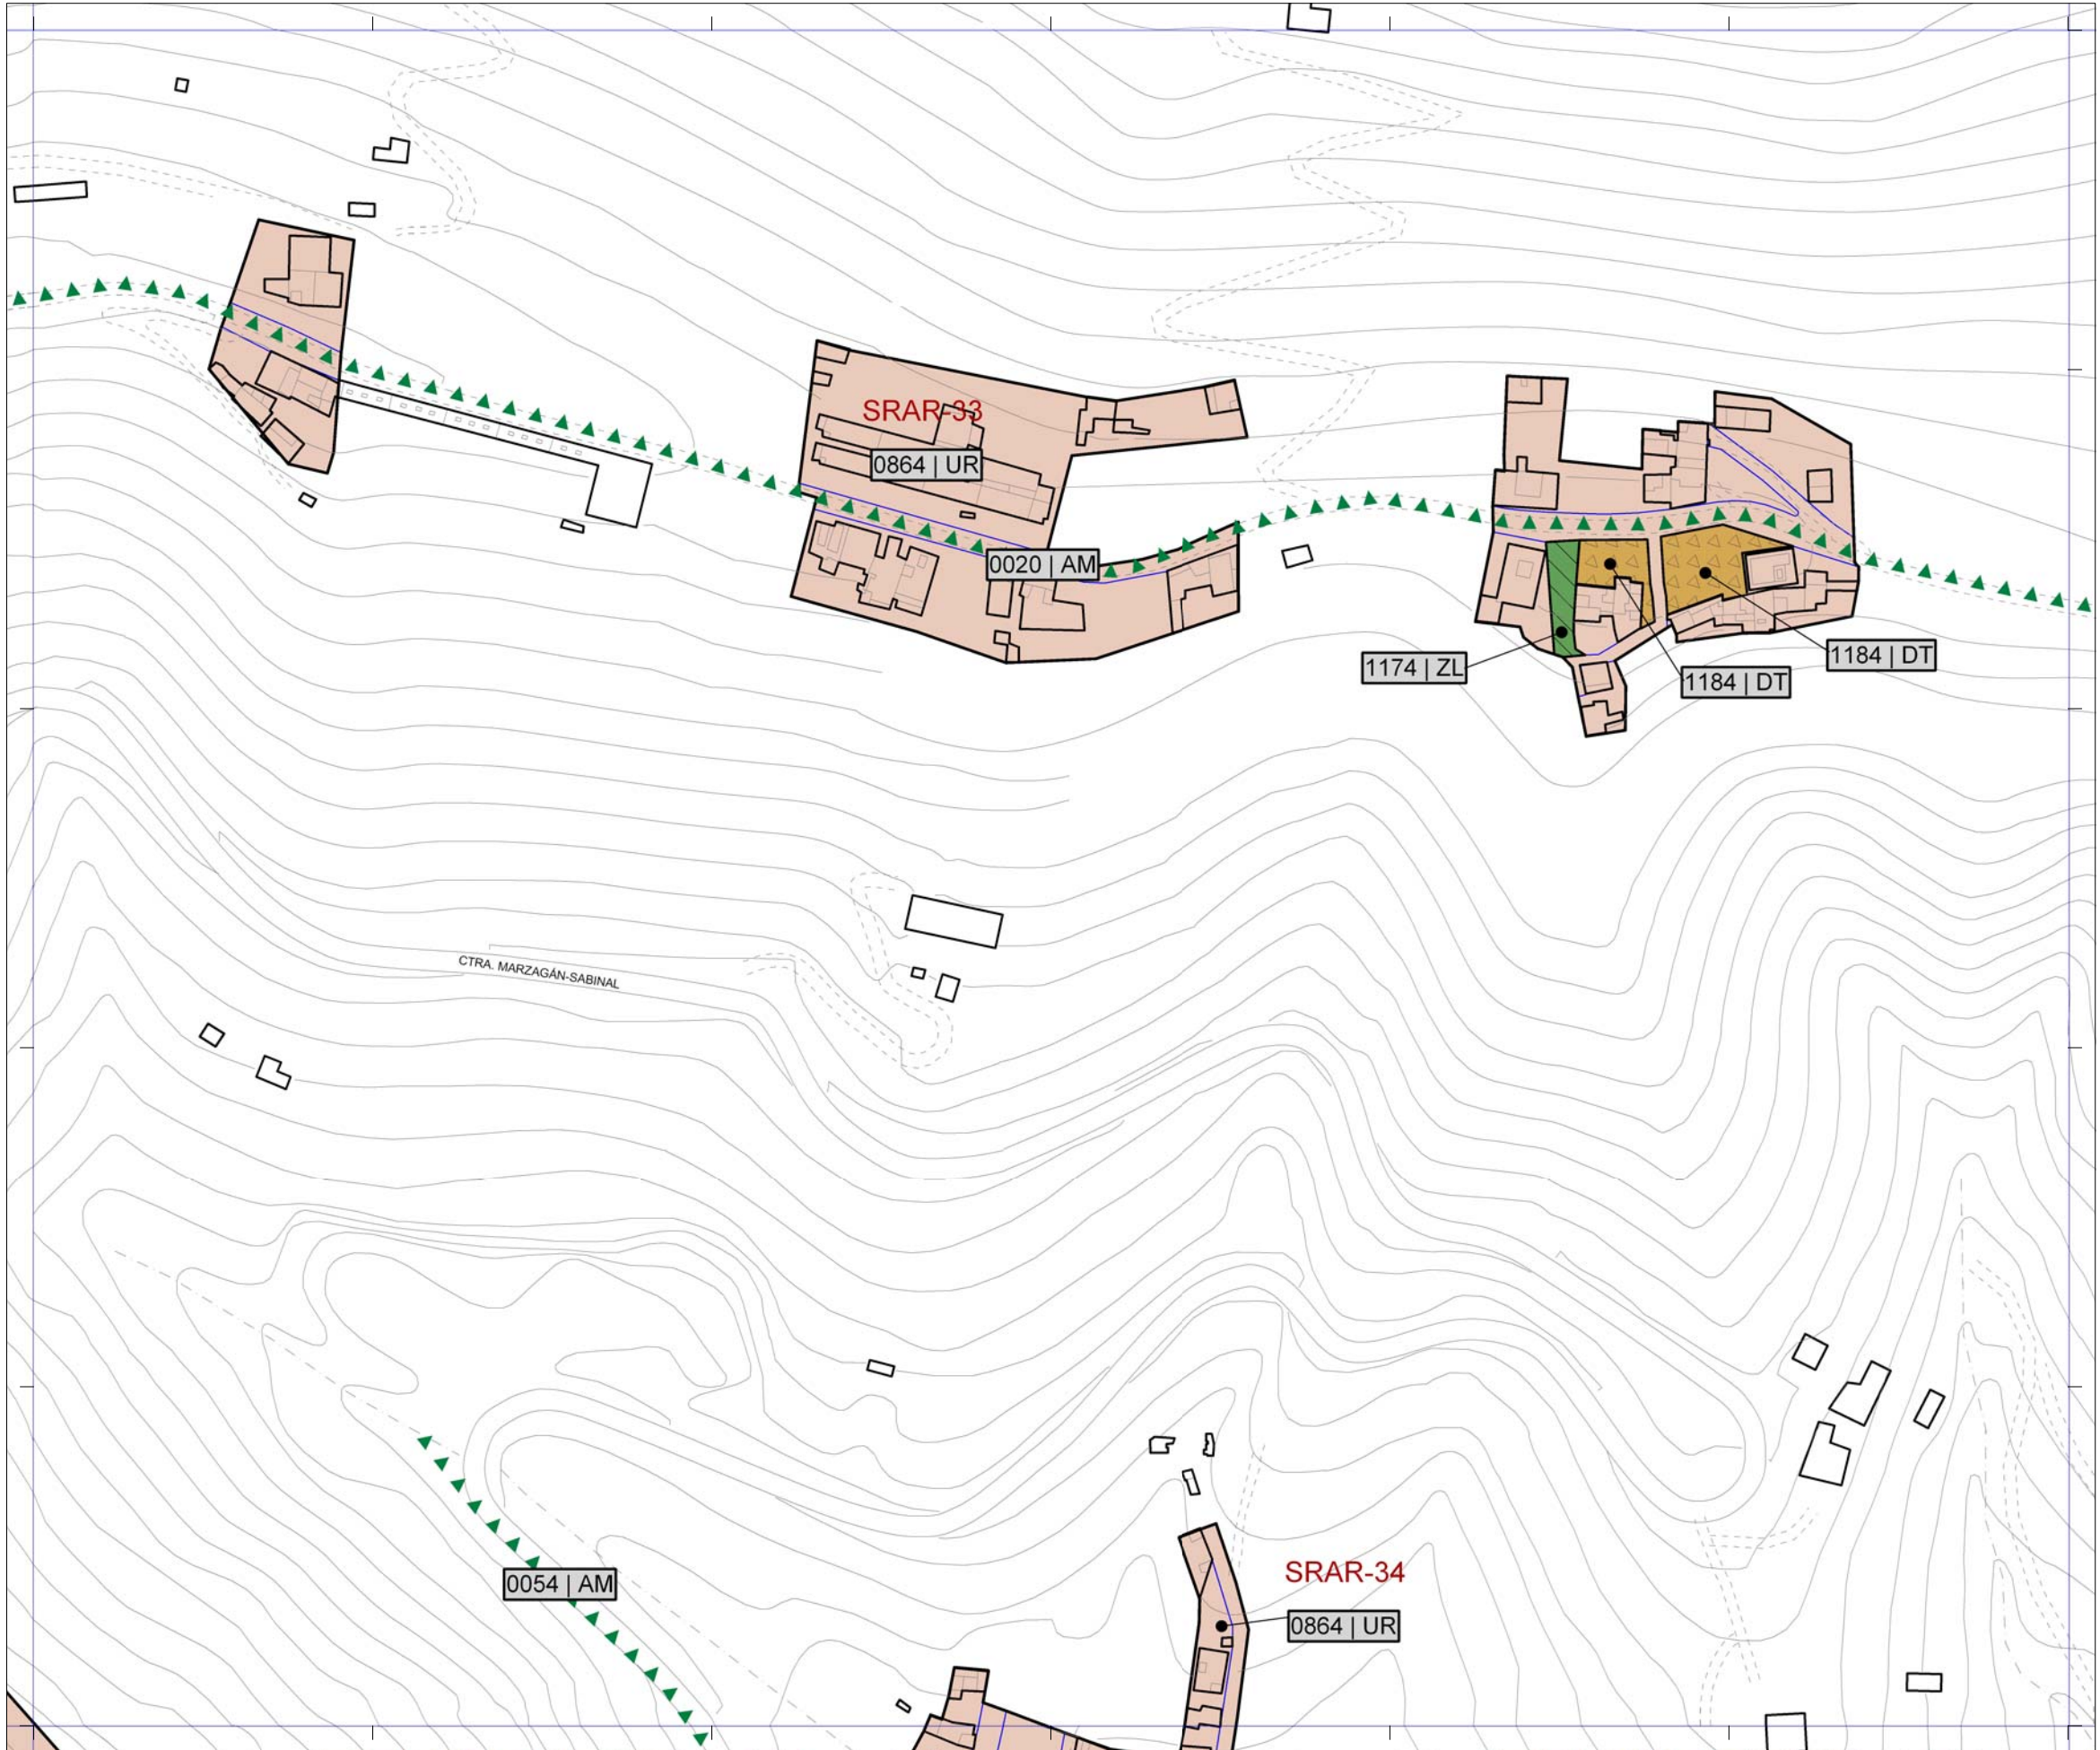 SRAR-33
0864 | UR
0020 | AM
1174 | ZL
1184 | DT
1184 | DT
CTRA. MARZAGÁN-SABINAL
0054 | AM
SRAR-34
0864 | UR